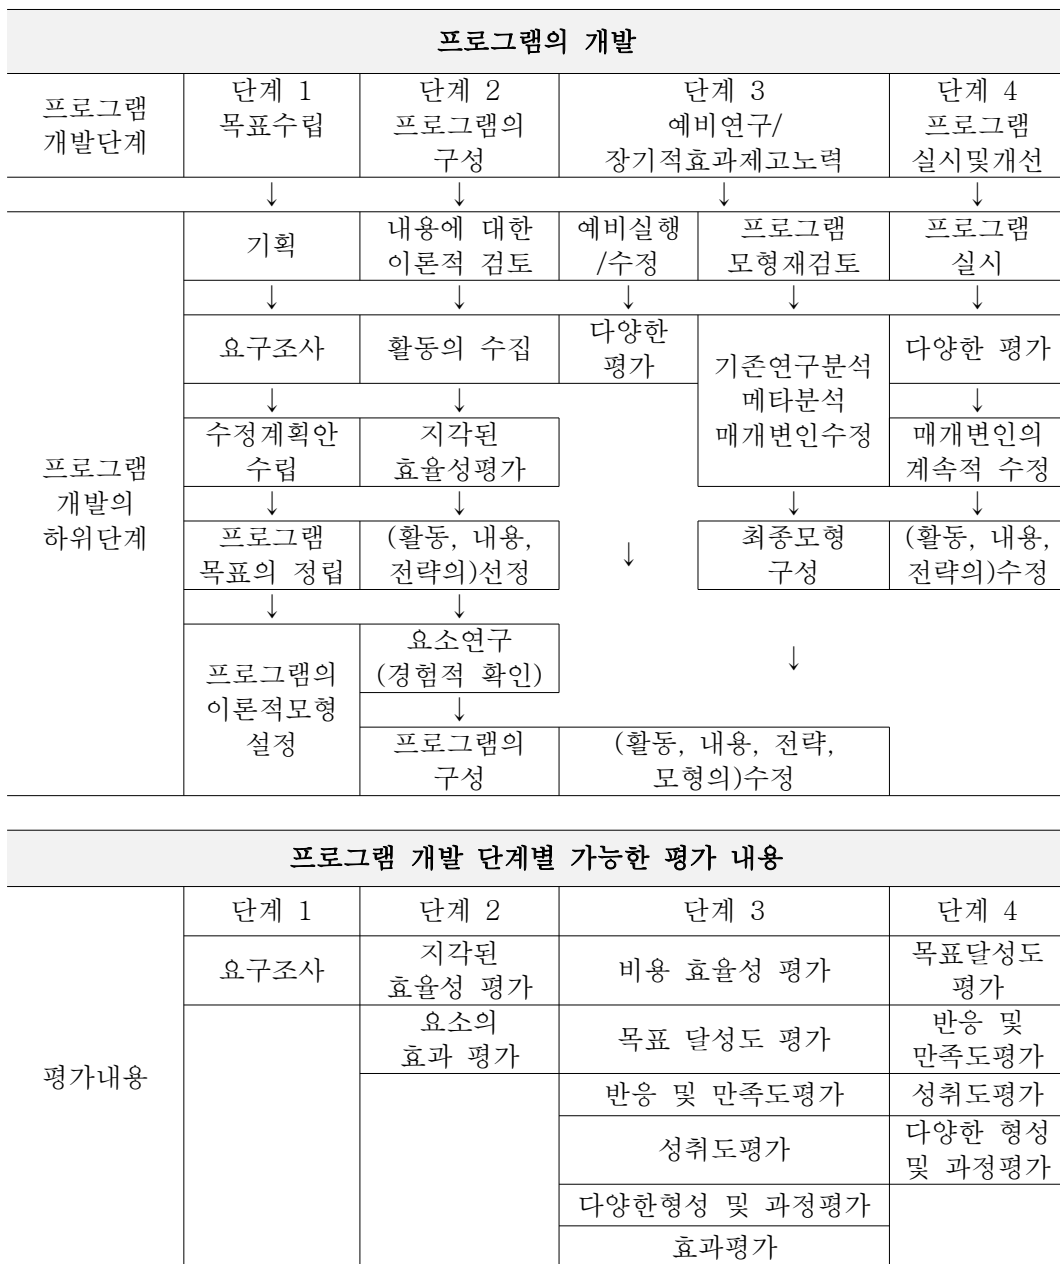 프로그램의 개발
프로그램
개발단계
단계 1
목표수립
단계 2
프로그램의
구성
단계 3
예비연구/
장기적효과제고노력
단계 4
프로그램
실시및개선
↓ ↓ ↓ ↓
프로그램
개발의
하위단계
기획
내용에 대한
이론적 검토
예비실행
/수정
프로그램
모형재검토
프로그램
실시
↓ ↓ ↓ ↓ ↓
요구조사
활동의 수집
다양한
평가
기존연구분석
메타분석
매개변인수정
다양한 평가
↓ ↓ ↓
수정계획안
수립
지각된
효율성평가
매개변인의
계속적 수정
↓ ↓ ↓ ↓
프로그램
목표의 정립
(활동, 내용,
전략의)선정
↓
최종모형
구성
(활동, 내용,
전략의)수정
↓ ↓
프로그램의
이론적모형
설정
요소연구
(경험적 확인)
↓
↓
프로그램의
구성
(활동, 내용, 전략,
모형의)수정
프로그램 개발 단계별 가능한 평가 내용
평가내용
단계 1
단계 2
단계 3
단계 4
요구조사
지각된
효율성 평가
비용 효율성 평가
목표달성도
평가
요소의
효과 평가
목표 달성도 평가
반응 및
만족도평가
반응 및 만족도평가
성취도평가
성취도평가
다양한 형성
및 과정평가
다양한형성 및 과정평가
효과평가